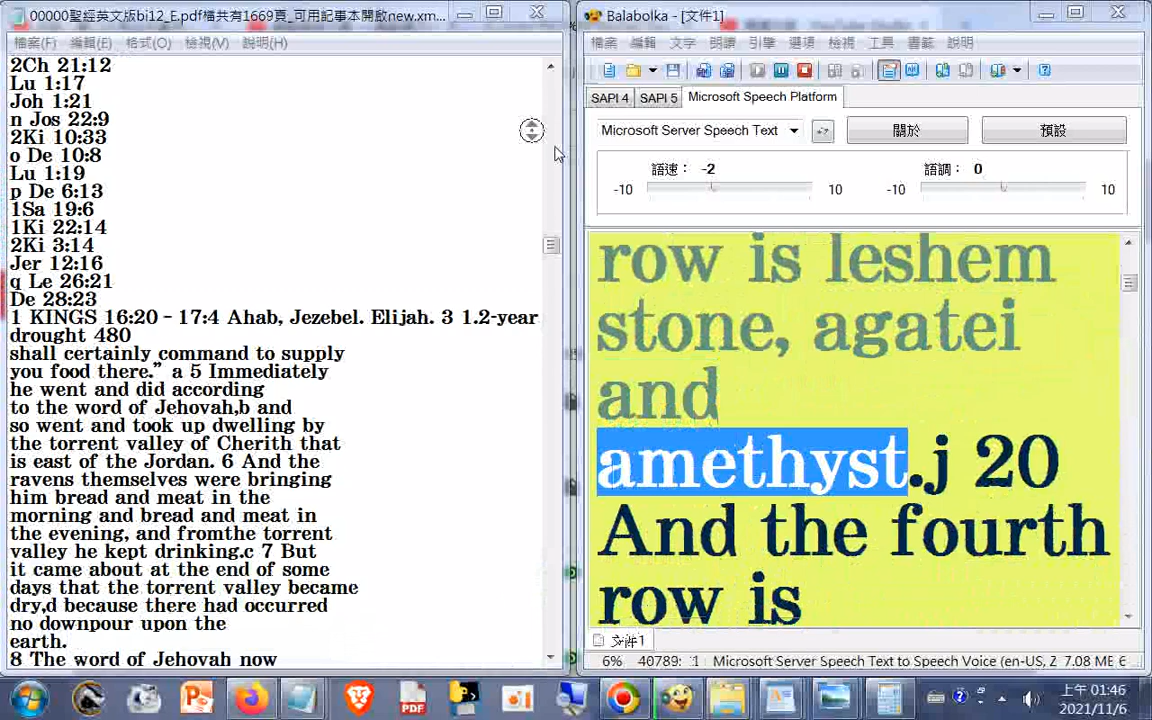 00000聖經英文版bi12_E.pdf檔共有1669頁_可用記事本開啟new.xm...
檔案(F) 編輯(E) 格式(O) 檢視(V) 說明(H)
2Ch 21:12
Lu 1:17
Joh 1:21
n Jos 22:9
2Ki 10:33
o De 10:8
Lu 1:19
p De 6:13
1Sa 19:6
1Ki 22:14
2Ki 3:14
Jer 12:16
q Le 26:21
De 28:23
1 KINGS 16:20 – 17:4 Ahab, Jezebel. Elijah. 3 1.2-year
drought 480
shall certainly command to supply
you food there.” a 5 Immediately
he went and did according
to the word of Jehovah,b and
so went and took up dwelling by
the torrent valley of Cherith that
is east of the Jordan. 6 And the
ravens themselves were bringing
him bread and meat in the
morning and bread and meat in
the evening, and fromthe torrent
valley he kept drinking.c 7 But
it came about at the end of some
days that the torrent valley became
dry,d because there had occurred
no downpour upon the
earth.
8 The word of Jehovah now
Balabolka - [文件1]
檔案 編輯 文字 朗讀 引擎 選項 檢視 工具 書籤 說明
SAPI 4 SAPI 5 Microsoft Speech Platform
Microsoft Server Speech Text 關於 預設
語速： -2 語調： 0
-10 10 -10 10
row is leshem
stone, agatei
and
amethyst.j 20
And the fourth
row is
文件1
6% 40789: 1 Microsoft Server Speech Text to Speech Voice (en-US, Z 7.08 ME 6
PDF
上午 01:46
2021/11/6